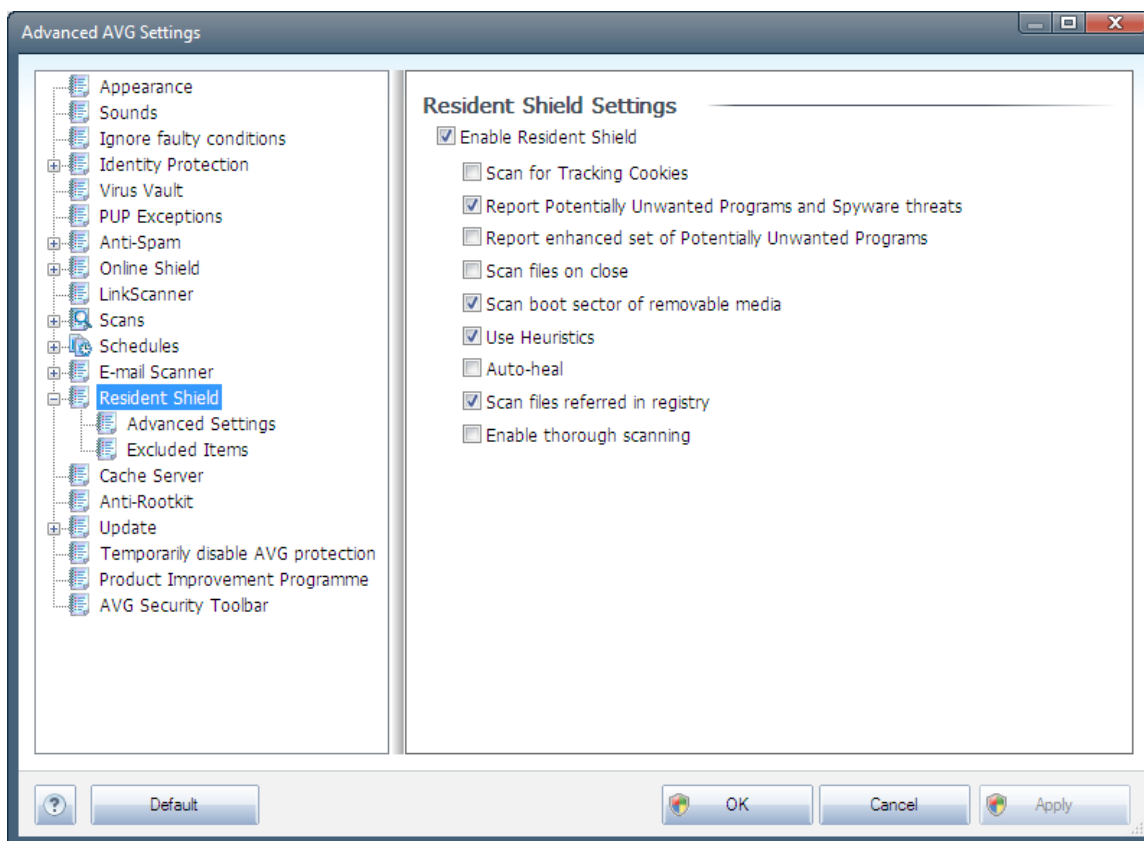 Advanced AVG Settings
Appearance
Sounds
Ignore faulty conditions
Identity Protection
Virus Vault
PUP Exceptions
Anti-Spam
Online Shield
LinkScanner
Scans
Schedules
E-mail Scanner
Resident Shield
Advanced Settings
Excluded Items
Cache Server
Anti-Rootkit
Update
Temporarily disable AVG protection
Product Improvement Programme
AVG Security Toolbar
Resident Shield Settings
Enable Resident Shield
Scan for Tracking Cookies
Report Potentially Unwanted Programs and Spyware threats
Report enhanced set of Potentially Unwanted Programs
Scan files on close
Scan boot sector of removable media
Use Heuristics
Auto-heal
Scan files referred in registry
Enable thorough scanning
? Default OK Cancel Apply